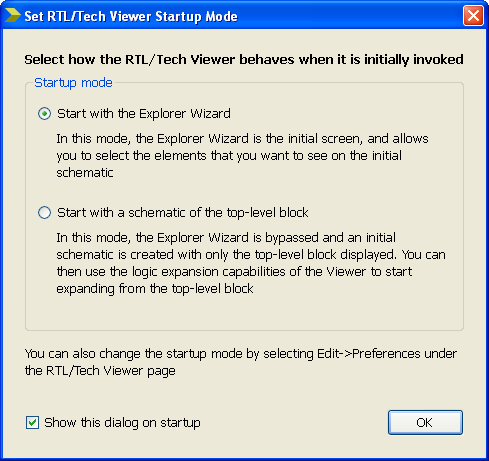 Set RTL/Tech Viewer Startup Mode
Select how the RTL/Tech Viewer behaves when it is initially invoked
Startup mode
Start with the Explorer Wizard
In this mode, the Explorer Wizard is the initial screen, and allows
you to select the elements that you want to see on the initial
schematic
Start with a schematic of the top-level block
In this mode, the Explorer Wizard is bypassed and an initial
schematic is created with only the top-level block displayed. You can
then use the logic expansion capabilities of the Viewer to start
expanding from the top-level block
You can also change the startup mode by selecting Edit->Preferences under
the RTL/Tech Viewer page
Show this dialog on startup
OK